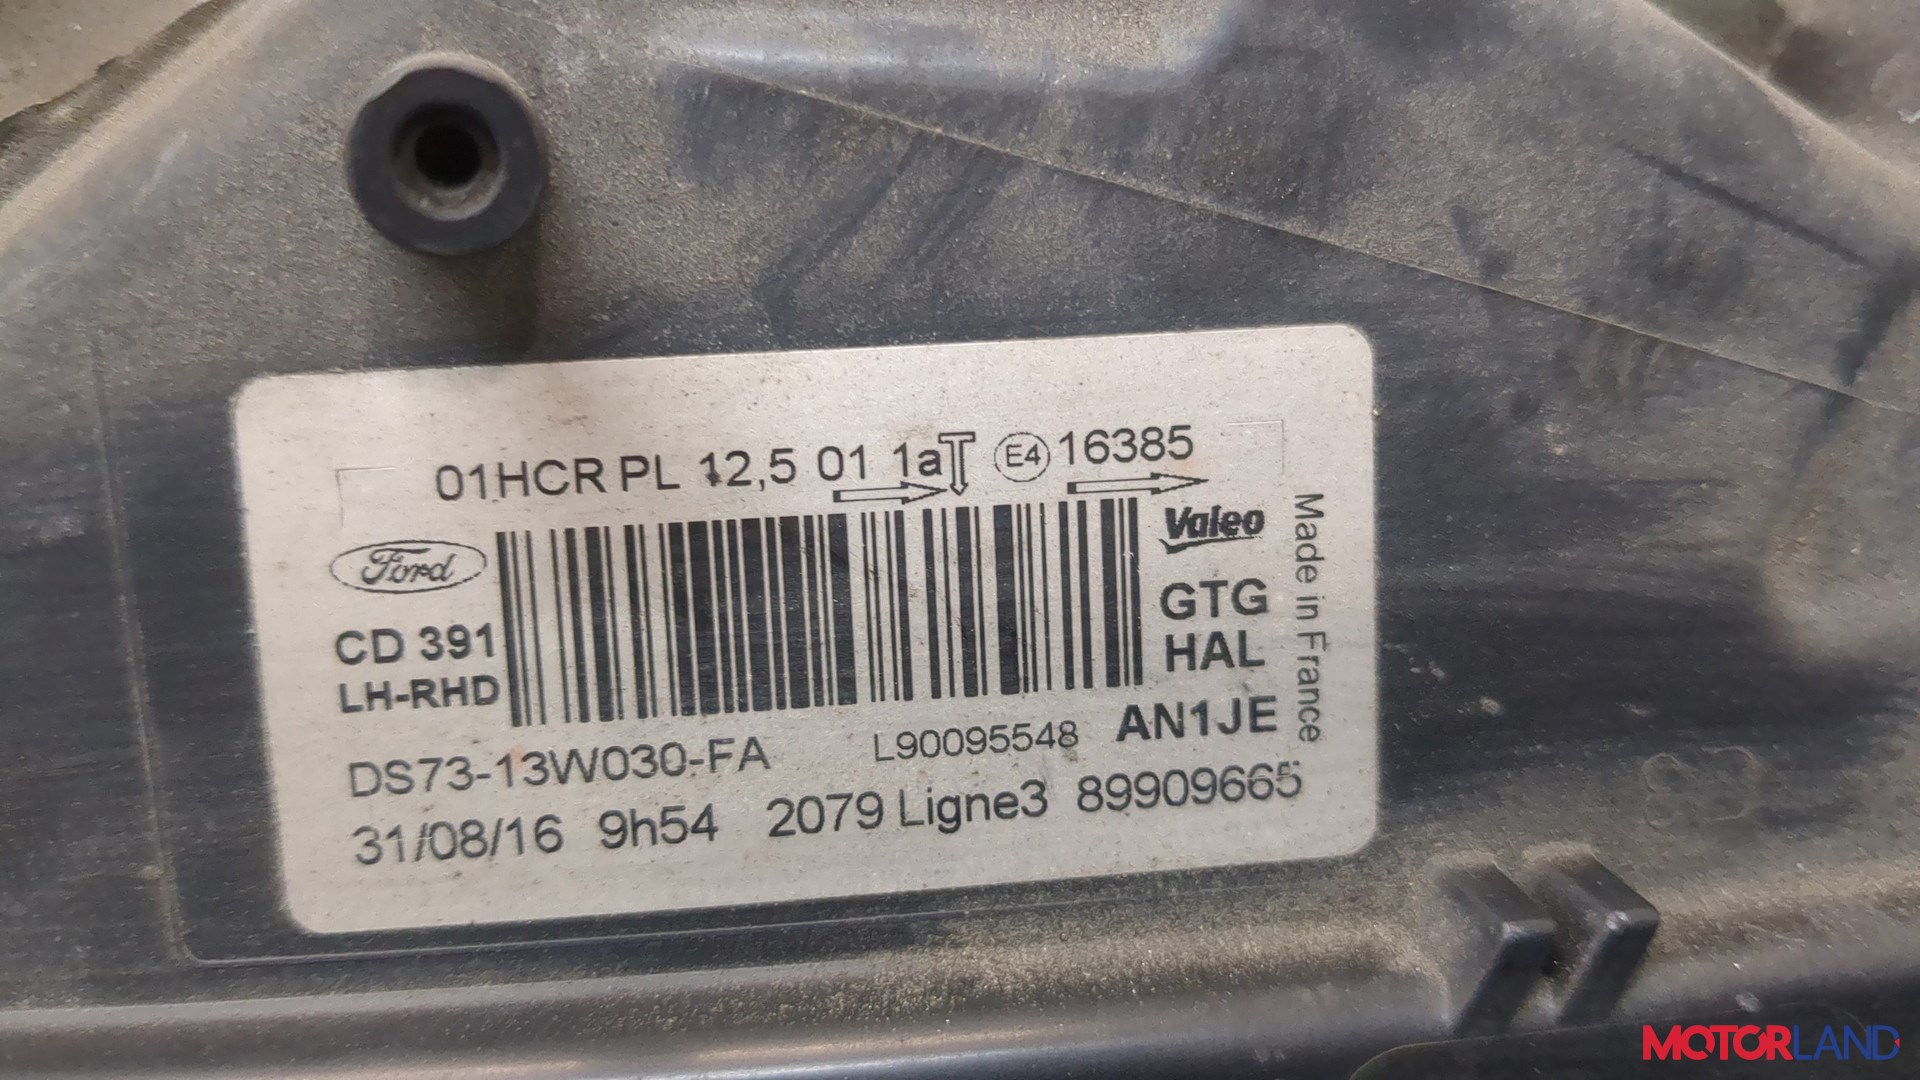 01HCR PL 12,5 01 1a E4 16385
Ford
Valeo
Made in France
CD 391
LH-RHD
GTG
HAL
DS73-13W030-FA L90095548 AN1JE
31/08/16 9h54 2079 Ligne3 89909665
MOTORLAND